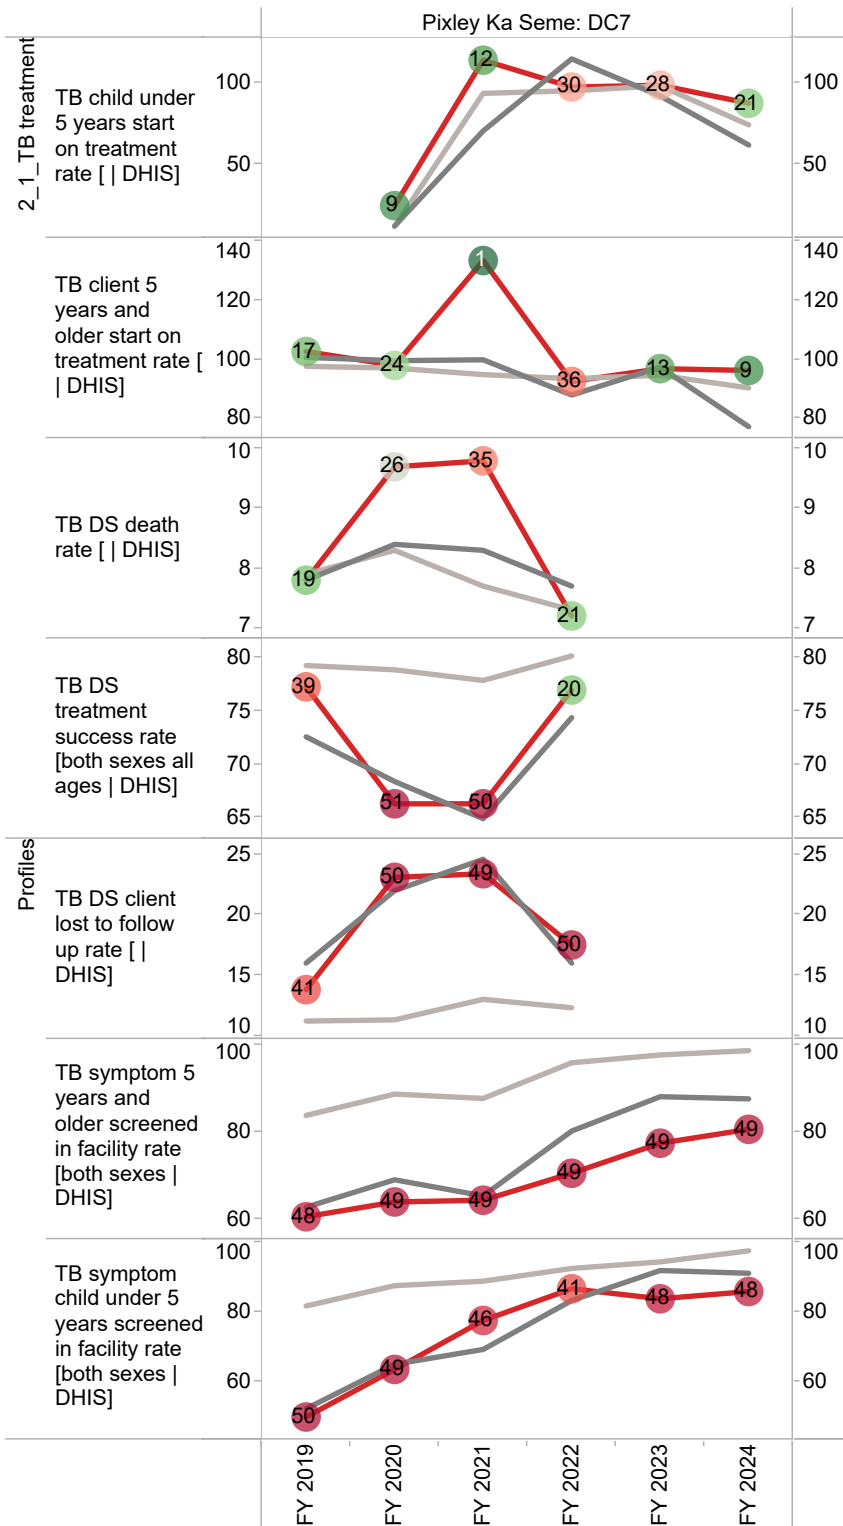 Pixley Ka Seme: DC7
2_1_TB treatment
TB child under
5 years start
on treatment
rate [ | DHIS]
100
50
9
12
30
28
21
100
50
TB client 5
years and
older start on
treatment rate [
| DHIS]
140
120
100
80
17
24
1
36
13
9
140
120
100
80
TB DS death
rate [ | DHIS]
10
9
8
7
19
26
35
21
10
9
8
7
TB DS
treatment
success rate
[both sexes all
ages | DHIS]
80
75
70
65
39
51
50
20
80
75
70
65
Profiles
TB DS client
lost to follow
up rate [ |
DHIS]
25
20
15
10
41
50
49
50
25
20
15
10
TB symptom 5
years and
older screened
in facility rate
[both sexes |
DHIS]
100
80
60
48
49
49
49
49
49
100
80
60
TB symptom
child under 5
years screened
in facility rate
[both sexes |
DHIS]
100
80
60
50
49
46
41
48
48
100
80
60
FY 2019
FY 2020
FY 2021
FY 2022
FY 2023
FY 2024